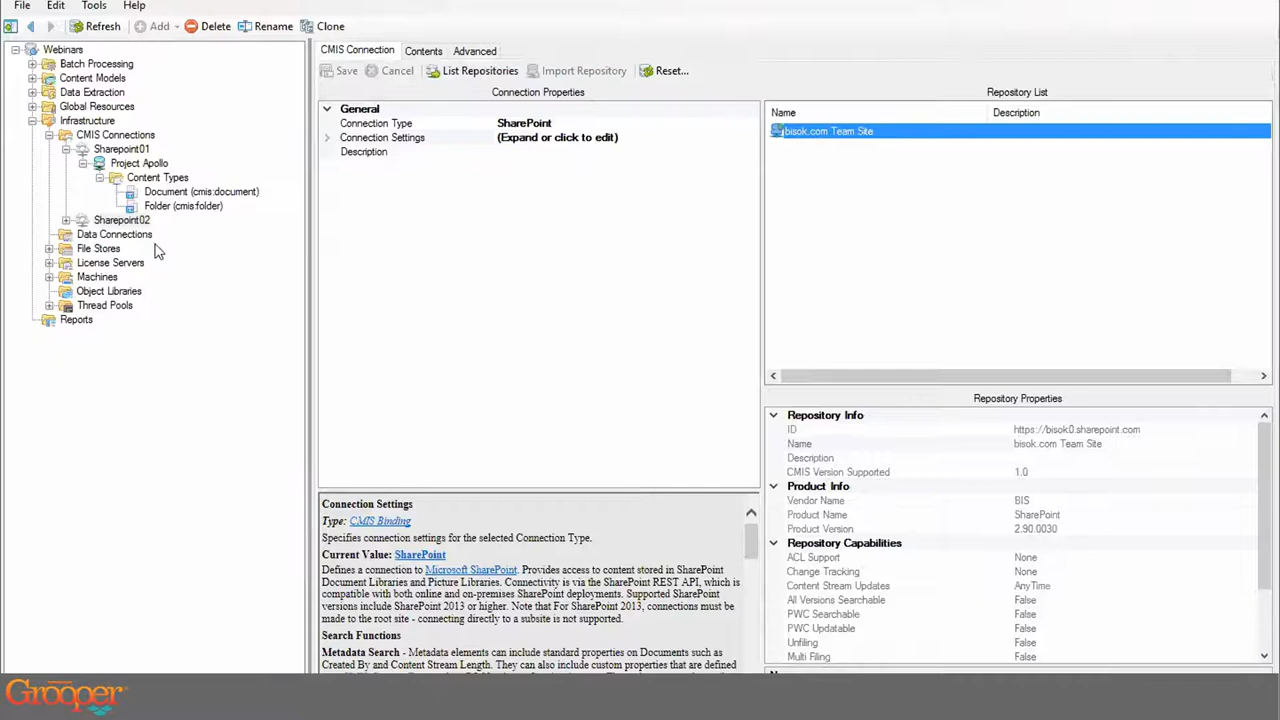 File Edit Tools Help
Refresh Add Delete Rename Clone
Webinars
Batch Processing
Content Models
Data Extraction
Global Resources
Infrastructure
CMIS Connections
Sharepoint01
Project Apollo
Content Types
Document (cmis:document)
Folder (cmis:folder)
Sharepoint02
Data Connections
File Stores
License Servers
Machines
Object Libraries
Thread Pools
Reports
CMIS Connection Contents Advanced
Save Cancel List Repositories Import Repository Reset...
Connection Properties
General
Connection Type SharePoint
Connection Settings (Expand or click to edit)
Description
Connection Settings
Type: CMIS Binding
Specifies connection settings for the selected Connection Type.
Current Value: SharePoint
Defines a connection to Microsoft SharePoint. Provides access to content stored in SharePoint
Document Libraries and Picture Libraries. Connectivity is via the SharePoint REST API, which is
compatible with both online and on-premises SharePoint deployments. Supported SharePoint
versions include SharePoint 2013 or higher. Note that For SharePoint 2013, connections must be
made to the root site - connecting directly to a subsite is not supported.
Search Functions
Metadata Search - Metadata elements can include standard properties on Documents such as
Created By and Content Stream Length. They can also include custom properties that are defined
Repository List
Name Description
bisok.com Team Site
Repository Properties
Repository Info
ID https://bisok0.sharepoint.com
Name bisok.com Team Site
Description
CMIS Version Supported 1.0
Product Info
Vendor Name BIS
Product Name SharePoint
Product Version 2.90.0030
Repository Capabilities
ACL Support None
Change Tracking None
Content Stream Updates AnyTime
All Versions Searchable False
PWC Searchable False
PWC Updatable False
Unfiling False
Multi Filing False
Grooper